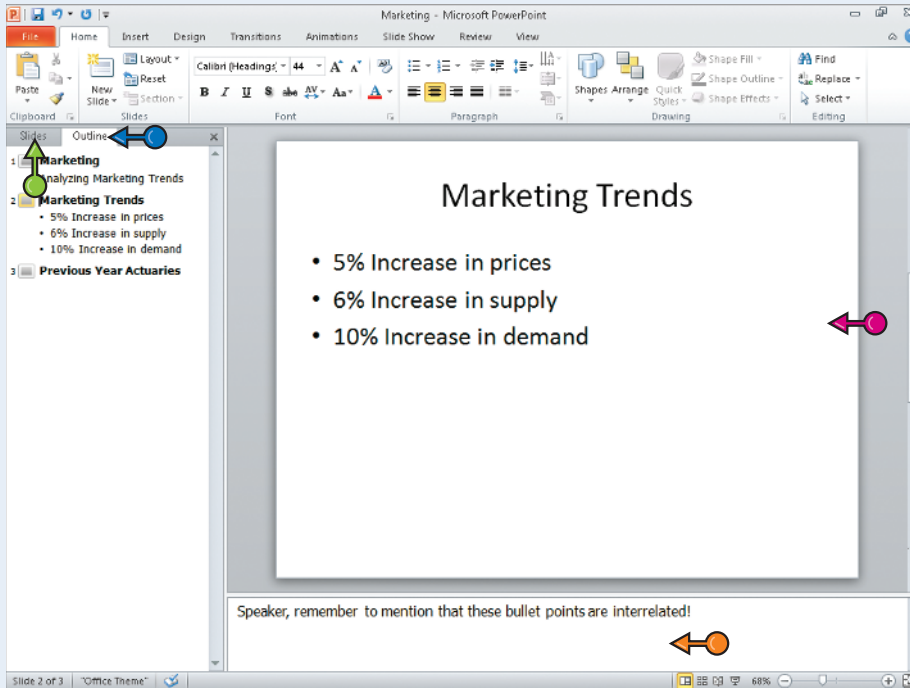 Marketing - Microsoft PowerPoint
File Home Insert Design Transitions Animations Slide Show Review View
Paste
New Slide
Layout
Reset
Section
Calibri (Headings) 44
B I U S abc AV Aa A
Shapes Arrange Quick Styles
Shape Fill
Shape Outline
Shape Effects
Find
Replace
Select
Clipboard Slides Font Paragraph Drawing Editing
Slides Outline
1 Marketing
Analyzing Marketing Trends
2 Marketing Trends
• 5% Increase in prices
• 6% Increase in supply
• 10% Increase in demand
3 Previous Year Actuaries
Marketing Trends
• 5% Increase in prices
• 6% Increase in supply
• 10% Increase in demand
Speaker, remember to mention that these bullet points are interrelated!
Slide 2 of 3 "Office Theme" 68%